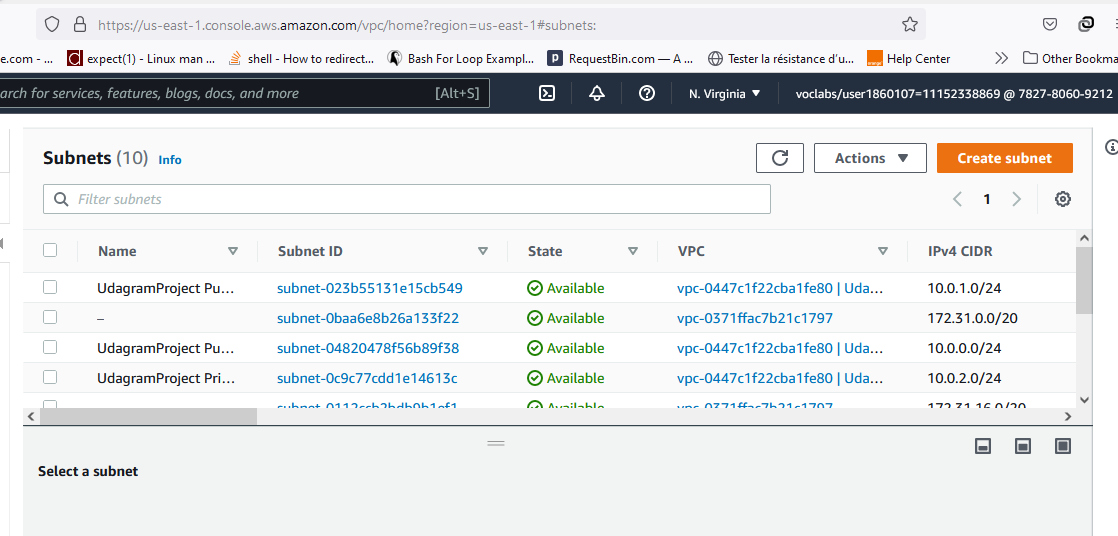 https://us-east-1.console.aws.amazon.com/vpc/home?region=us-east-1#subnets:
e.com - ... expect(1) - Linux man ... shell - How to redirect... Bash For Loop Exampl... RequestBin.com — A ... Tester la résistance d'u... Help Center Other Bookma
arch for services, features, blogs, docs, and more [Alt+S] N. Virginia voclabs/user1860107=11152338869 @ 7827-8060-9212
Subnets (10) Info Actions Create subnet
Filter subnets 1
Name Subnet ID State VPC IPv4 CIDR
UdagramProject Pu... subnet-023b55131e15cb549 Available vpc-0447c1f22cba1fe80 | Uda... 10.0.1.0/24
– subnet-0baa6e8b26a133f22 Available vpc-0371ffac7b21c1797 172.31.0.0/20
UdagramProject Pu... subnet-04820478f56b89f38 Available vpc-0447c1f22cba1fe80 | Uda... 10.0.0.0/24
UdagramProject Pri... subnet-0c9c77cdd1e14613c Available vpc-0447c1f22cba1fe80 | Uda... 10.0.2.0/24
Available vpc-0371ffac7b21c1797 172.31.16.0/20
Select a subnet